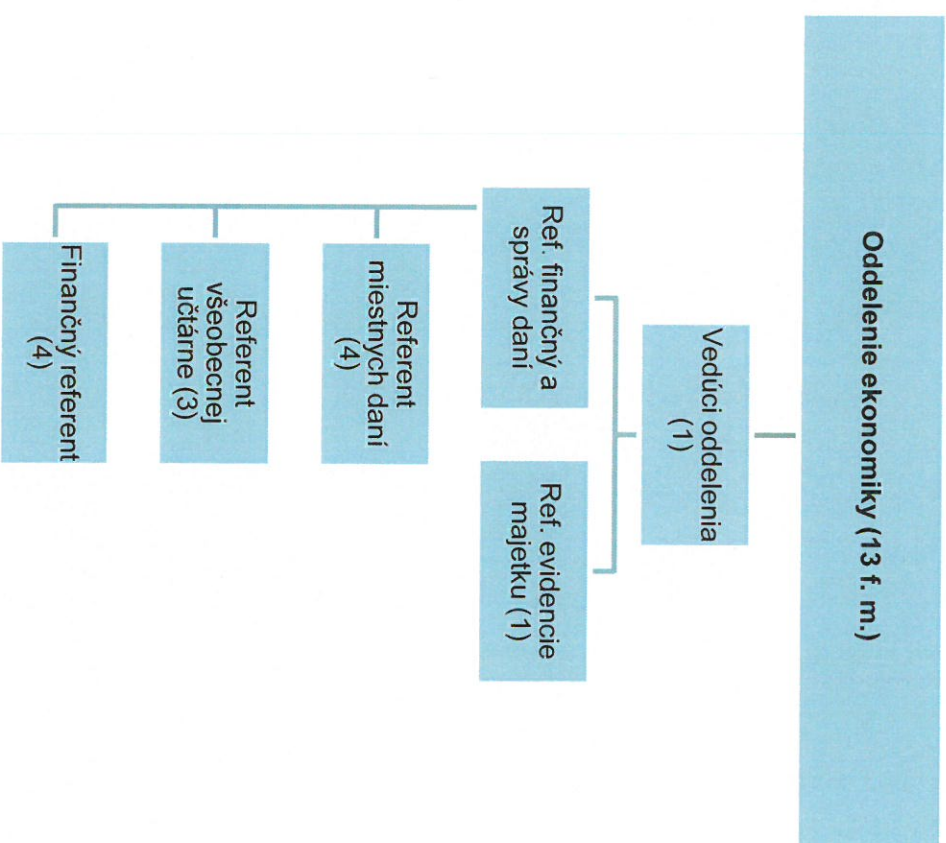 Oddelenie ekonomiky (13 f. m.)
Vedúci oddelenia
(1)
Ref. finančný a
správy daní
Ref. evidencie
majetku (1)
Referent
miestnych daní
(4)
Referent
všeobecnej
učtárne (3)
Finančný referent
(4)